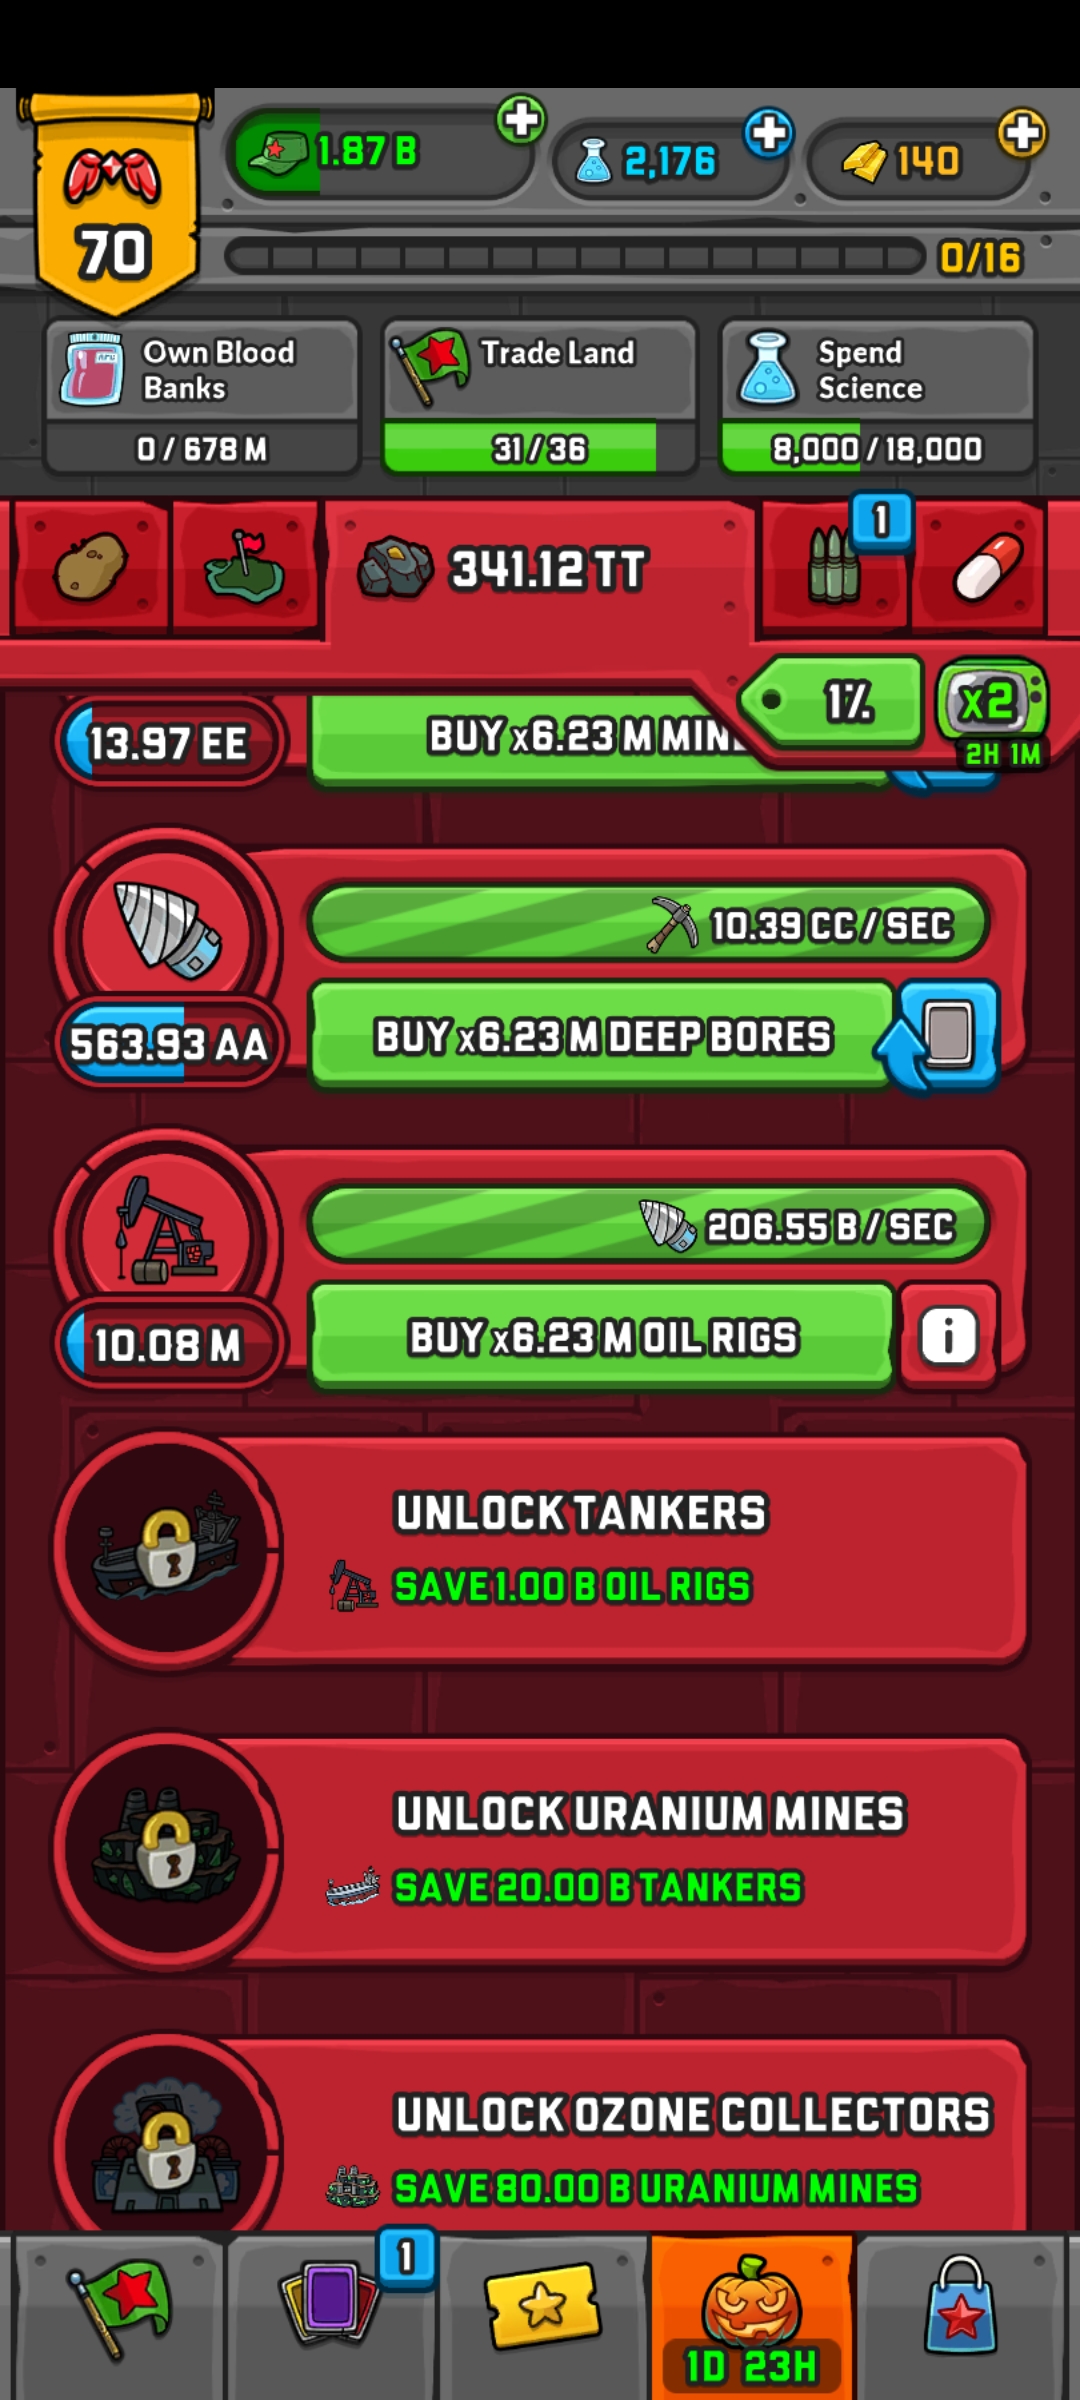 70
1.87 B
2,176
140
0/16
Own Blood
Banks
0 / 678 M
Trade Land
31 / 36
Spend
Science
8,000 / 18,000
341.12 TT
1
1%
x2
2H 1M
13.97 EE
BUY x6.23 M MIN
10.39 CC / SEC
563.93 AA
BUY x6.23 M DEEP BORES
206.55 B / SEC
10.08 M
BUY x6.23 M OIL RIGS
i
UNLOCK TANKERS
SAVE 1.00 B OIL RIGS
UNLOCK URANIUM MINES
SAVE 20.00 B TANKERS
UNLOCK OZONE COLLECTORS
SAVE 80.00 B URANIUM MINES
1
1D 23H